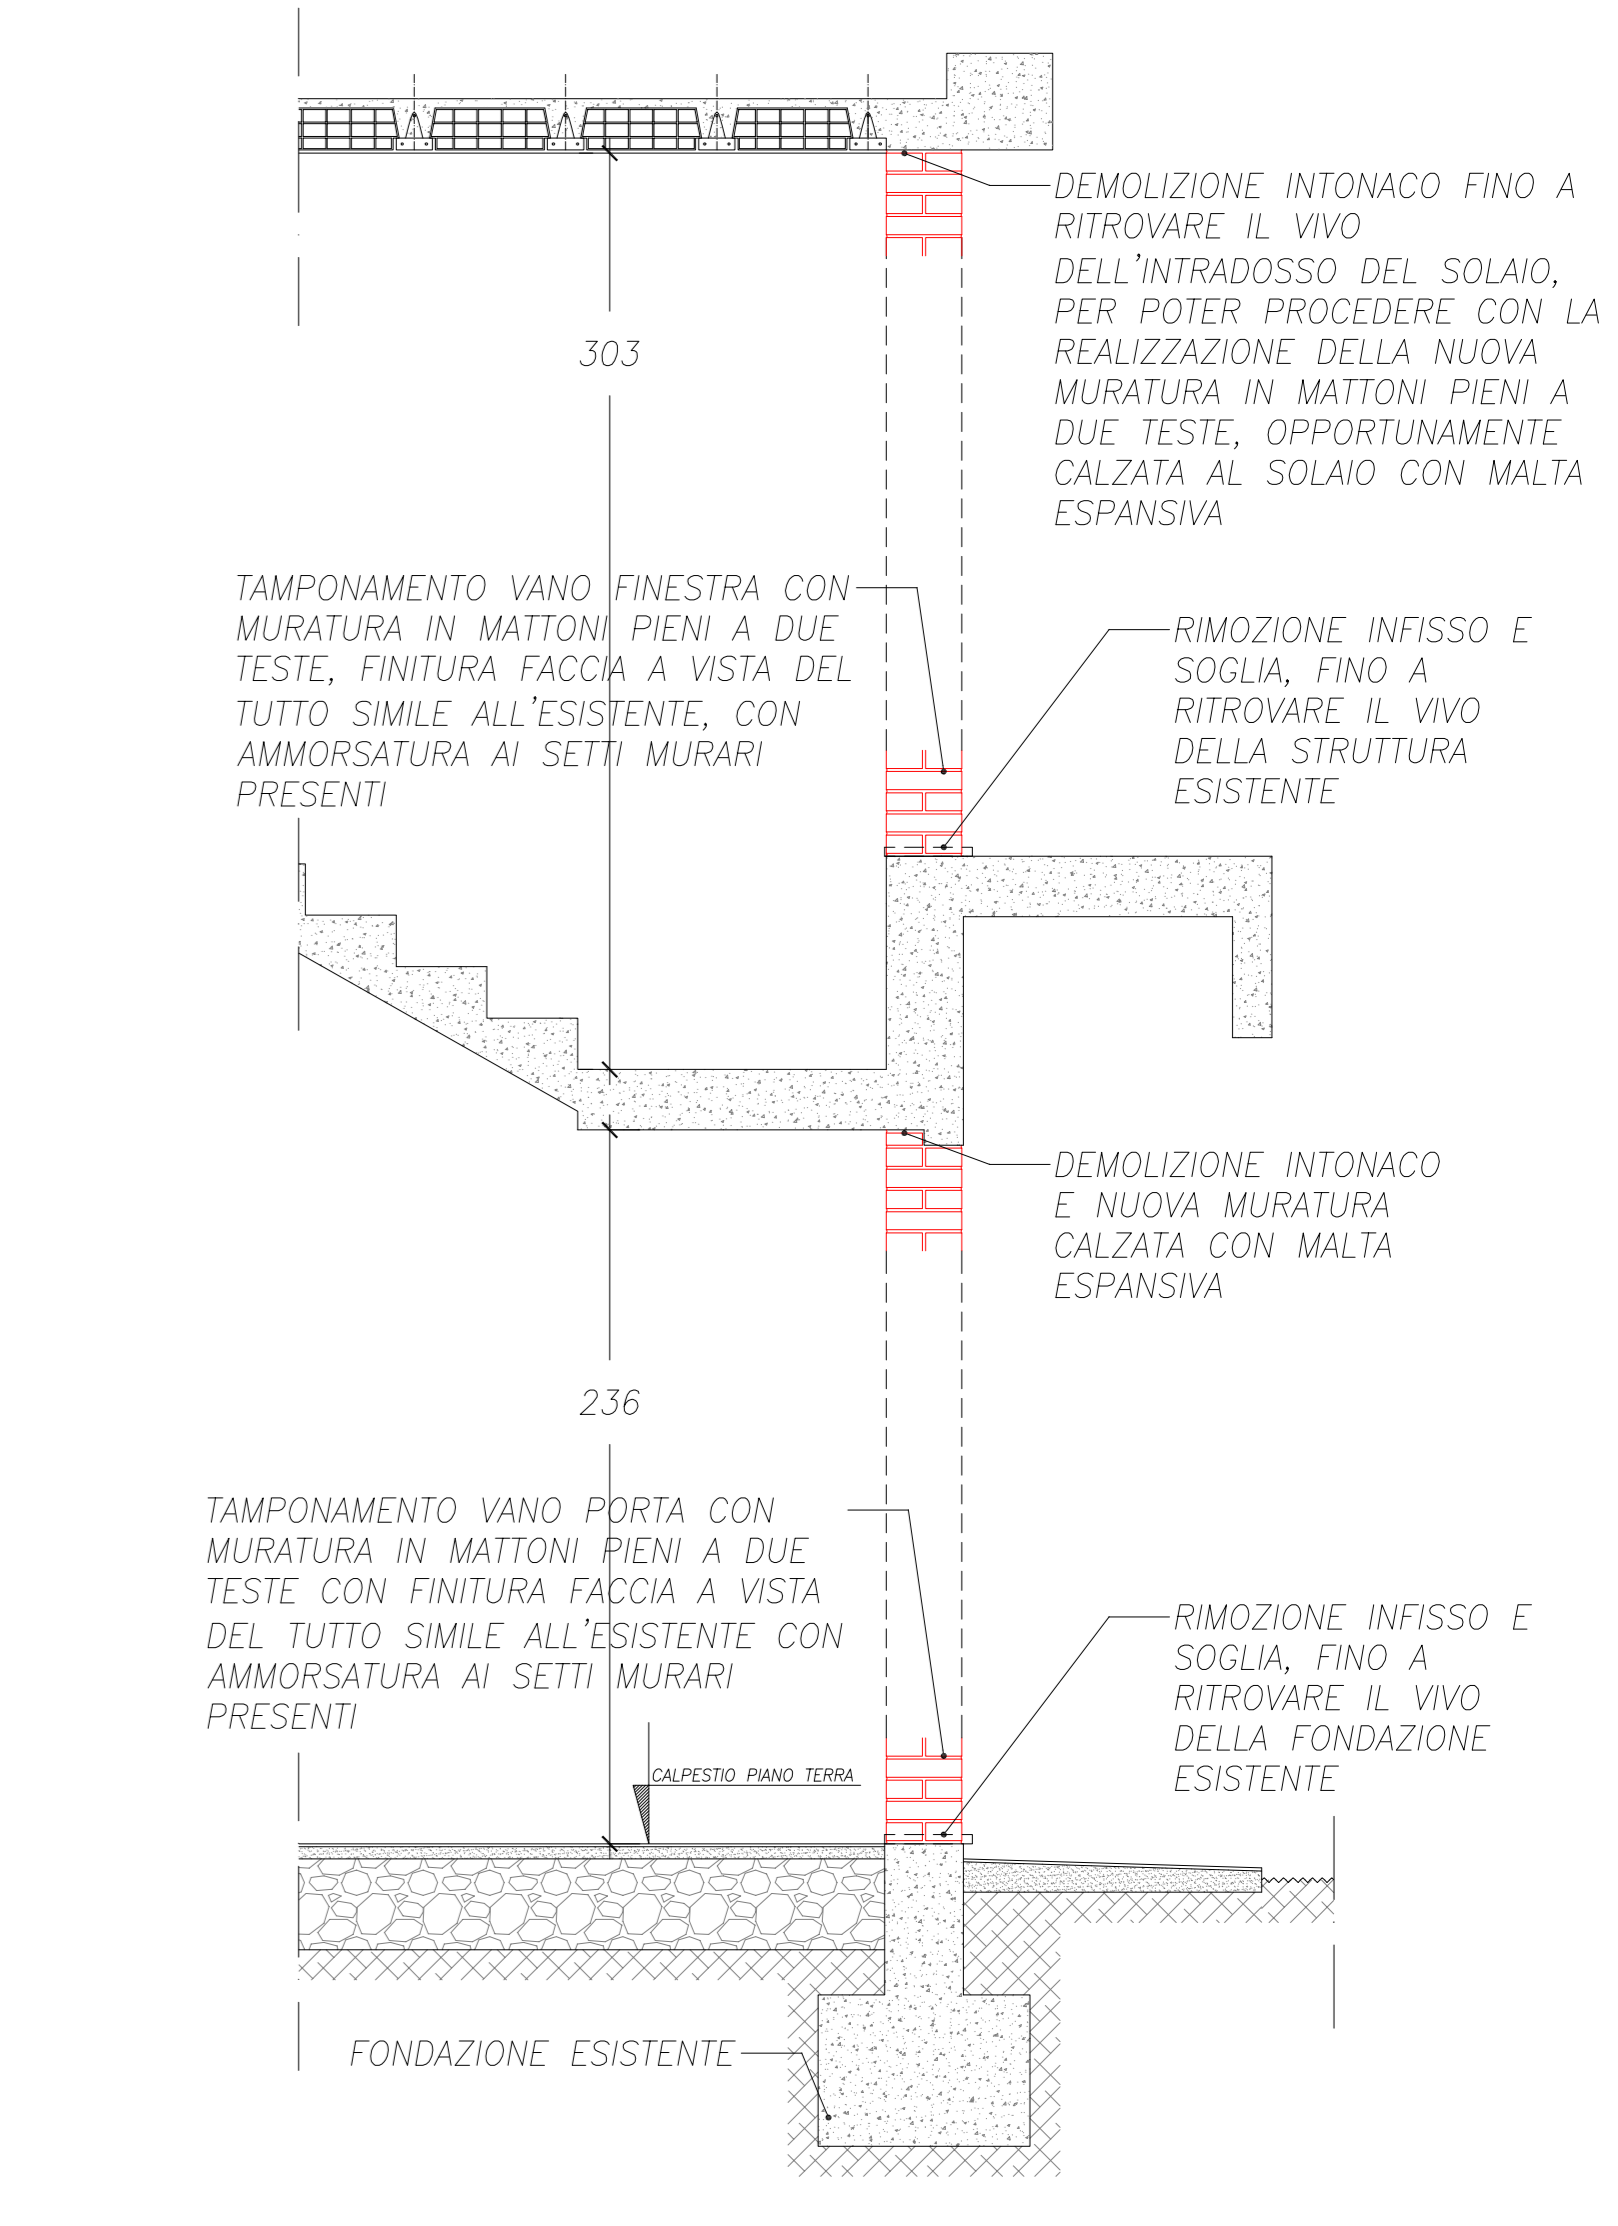 DEMOLIZIONE INTONACO FINO A
RITROVARE IL VIVO
DELL'INTRADOSSO DEL SOLAIO,
PER POTER PROCEDERE CON LA
REALIZZAZIONE DELLA NUOVA
MURATURA IN MATTONI PIENI A
DUE TESTE, OPPORTUNAMENTE
CALZATA AL SOLAIO CON MALTA
ESPANSIVA
303
TAMPONAMENTO VANO FINESTRA CON
MURATURA IN MATTONI PIENI A DUE
TESTE, FINITURA FACCIA A VISTA DEL
TUTTO SIMILE ALL'ESISTENTE, CON
AMMORSATURA AI SETTI MURARI
PRESENTI
RIMOZIONE INFISSO E
SOGLIA, FINO A
RITROVARE IL VIVO
DELLA STRUTTURA
ESISTENTE
DEMOLIZIONE INTONACO
E NUOVA MURATURA
CALZATA CON MALTA
ESPANSIVA
236
TAMPONAMENTO VANO PORTA CON
MURATURA IN MATTONI PIENI A DUE
TESTE CON FINITURA FACCIA A VISTA
DEL TUTTO SIMILE ALL'ESISTENTE CON
AMMORSATURA AI SETTI MURARI
PRESENTI
RIMOZIONE INFISSO E
SOGLIA, FINO A
RITROVARE IL VIVO
DELLA FONDAZIONE
ESISTENTE
CALPESTIO PIANO TERRA
FONDAZIONE ESISTENTE